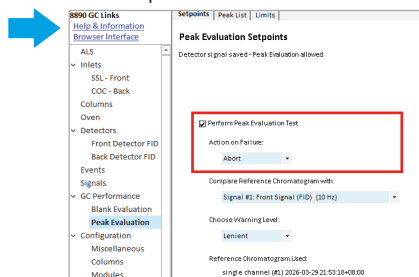 8890 GC Links
Help & Information
Browser Interface
ALS
Inlets
SSL - Front
COC - Back
Columns
Oven
Detectors
Front Detector FID
Back Detector FID
Events
Signals
GC Performance
Blank Evaluation
Peak Evaluation
Configuration
Miscellaneous
Columns
Modules
Setpoints | Peak List | Limits |
Peak Evaluation Setpoints
Detector signal saved - Peak Evaluation allowed
Perform Peak Evaluation Test
Action on Failure:
Abort
Compare Reference Chromatogram with:
Signal #1: Front Signal (FID) (10 Hz)
Choose Warning Level:
Lenient
Reference Chromatogram Used:
single channel (#1) 2026-03-29 21:53:18+08:00